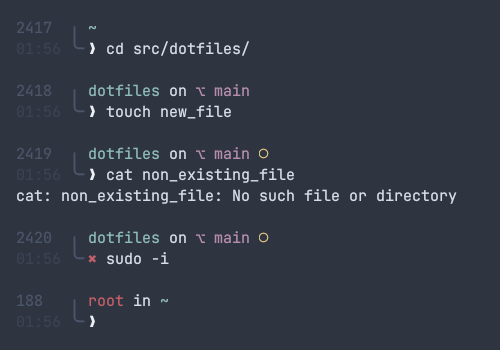 2417 ~
01:56 ❱ cd src/dotfiles/
2418 dotfiles on ⌥ main
01:56 ❱ touch new_file
2419 dotfiles on ⌥ main ○
01:56 ❱ cat non_existing_file
cat: non_existing_file: No such file or directory
2420 dotfiles on ⌥ main ○
01:56 ✖ sudo -i
188 root in ~
01:56 ❱